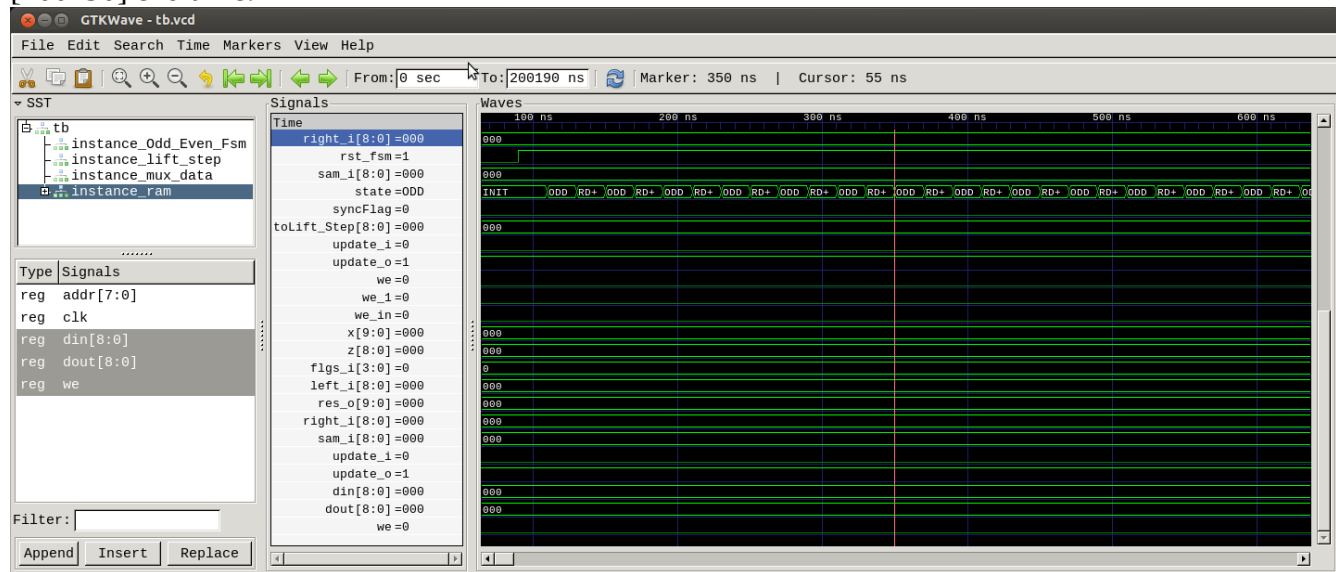 GTKWave - tb.vcd
File Edit Search Time Markers View Help
From: 0 sec To: 200190 ns Marker: 350 ns | Cursor: 55 ns
SST
tb
instance_Odd_Even_Fsm
instance_lift_step
instance_mux_data
instance_ram
Type Signals
reg addr[7:0]
reg clk
reg din[8:0]
reg dout[8:0]
reg we
Filter:
Append Insert Replace
Signals
Time
right_i[8:0]=000
rst_fsm=1
sam_i[8:0]=000
state=ODD
syncFlag=0
toLift_Step[8:0]=000
update_i=0
update_o=1
we=0
we_1=0
we_in=0
x[9:0]=000
z[8:0]=000
flgs_i[3:0]=0
left_i[8:0]=000
res_o[9:0]=000
right_i[8:0]=000
sam_i[8:0]=000
update_i=0
update_o=1
din[8:0]=000
dout[8:0]=000
we=0
Waves
100 ns 200 ns 300 ns 400 ns 500 ns 600 ns
000
000
INIT ODD RD+ ODD RD+ ODD RD+ ODD RD+ ODD RD+ ODD RD+ ODD RD+ ODD RD+ ODD RD+ ODD RD+ ODD RD+ ODD RD+ ODD RD+
000
000
000
0
000
000
000
000
000
000